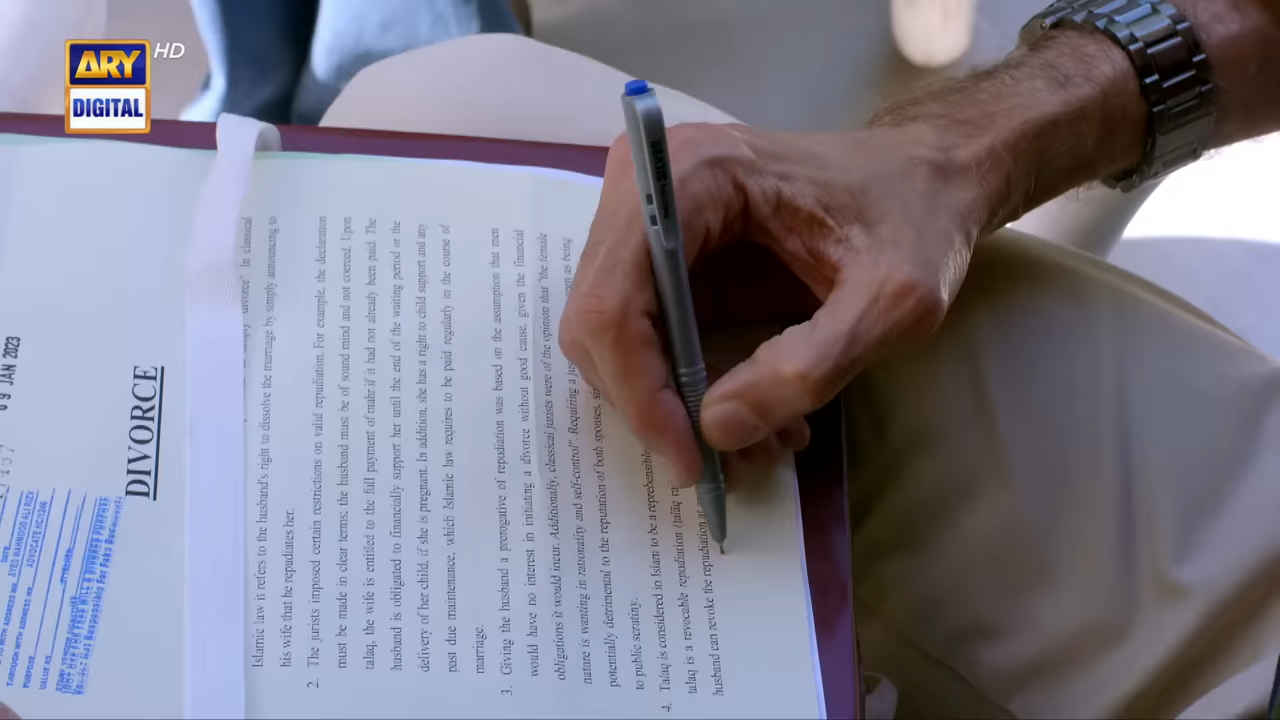 ARY
DIGITAL
HD
09 JAN 2023
DIVORCE
divorce" In classical
Islamic law it refers to the husband's right to dissolve the marriage by simply announcing to
his wife that he repudiates her.
2. The jurists imposed certain restrictions on valid repudiation. For example, the declaration
must be made in clear terms; the husband must be of sound mind and not coerced. Upon
talaq, the wife is entitled to the full payment of mahr if it had not already been paid. The
husband is obligated to financially support her until the end of the waiting period or the
delivery of her child, if she is pregnant. In addition, she has a right to child support and any
past due maintenance, which Islamic law requires to be paid regularly in the course of
marriage.
3. Giving the husband a prerogative of repudiation was based on the assumption that men
would have no interest in initiating a divorce without good cause, given the financial
obligations it would incur. Additionally, classical jurists were of the opinion that "the female
nature is wanting in rationality and self-control". Requiring a as being
potentially detrimental to the reputation of both spouses,
to public scrutiny.
4. Talaq is considered in Islam to be a reprehensible
talaq is a revocable repudiation (talāq
husband can revoke the repudiation at